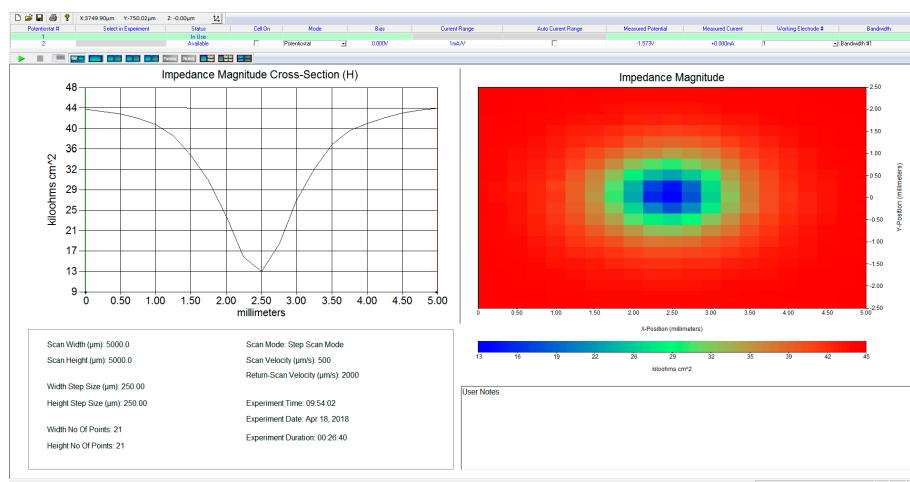 X:3749.90µm Y:-750.02µm Z:-0.00µm
Potentiostat # Select in Experiment Status Cell On Mode Bias Current Range Auto Current Range Measured Potential Measured Current Working Electrode # Bandwidth
1 In Use
2 Available Potentiostat 0.000V 1mA/V -1.573V +0.000mA 1 Bandwidth #1
Impedance Magnitude Cross-Section (H)
48
44
40
36
32
29
25
21
17
13
9
kiloohms cm^2
0 0.50 1.00 1.50 2.00 2.50 3.00 3.50 4.00 4.50 5.00
millimeters
Impedance Magnitude
2.50
2.00
1.50
1.00
0.50
0
-0.50
-1.00
-1.50
-2.00
-2.50
Y-Position (millimeters)
0 0.50 1.00 1.50 2.00 2.50 3.00 3.50 4.00 4.50 5.00
X-Position (millimeters)
13 16 19 22 26 29 32 35 39 42 45
kiloohms cm^2
Scan Width (µm): 5000.0
Scan Height (µm): 5000.0
Width Step Size (µm): 250.00
Height Step Size (µm): 250.00
Width No Of Points: 21
Height No Of Points: 21
Scan Mode: Step Scan Mode
Scan Velocity (µm/s): 500
Return-Scan Velocity (µm/s): 2000
Experiment Time: 09:54:02
Experiment Date: Apr 18, 2018
Experiment Duration: 00:26:40
User Notes